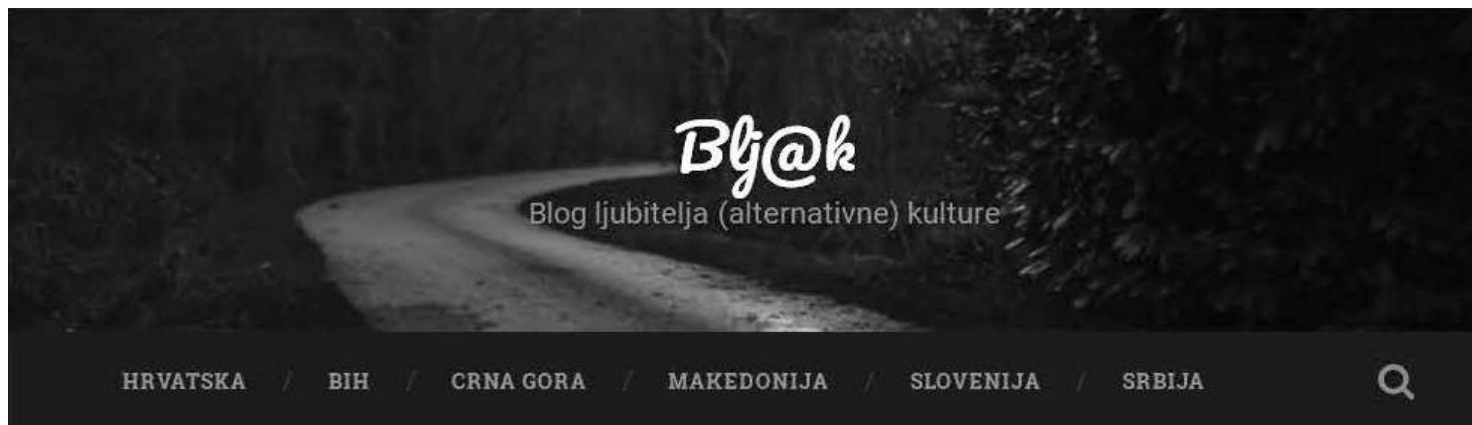 Blj@k
Blog ljubitelja (alternativne) kulture
HRVATSKA / BIH / CRNA GORA / MAKEDONIJA / SLOVENIJA / SRBIJA